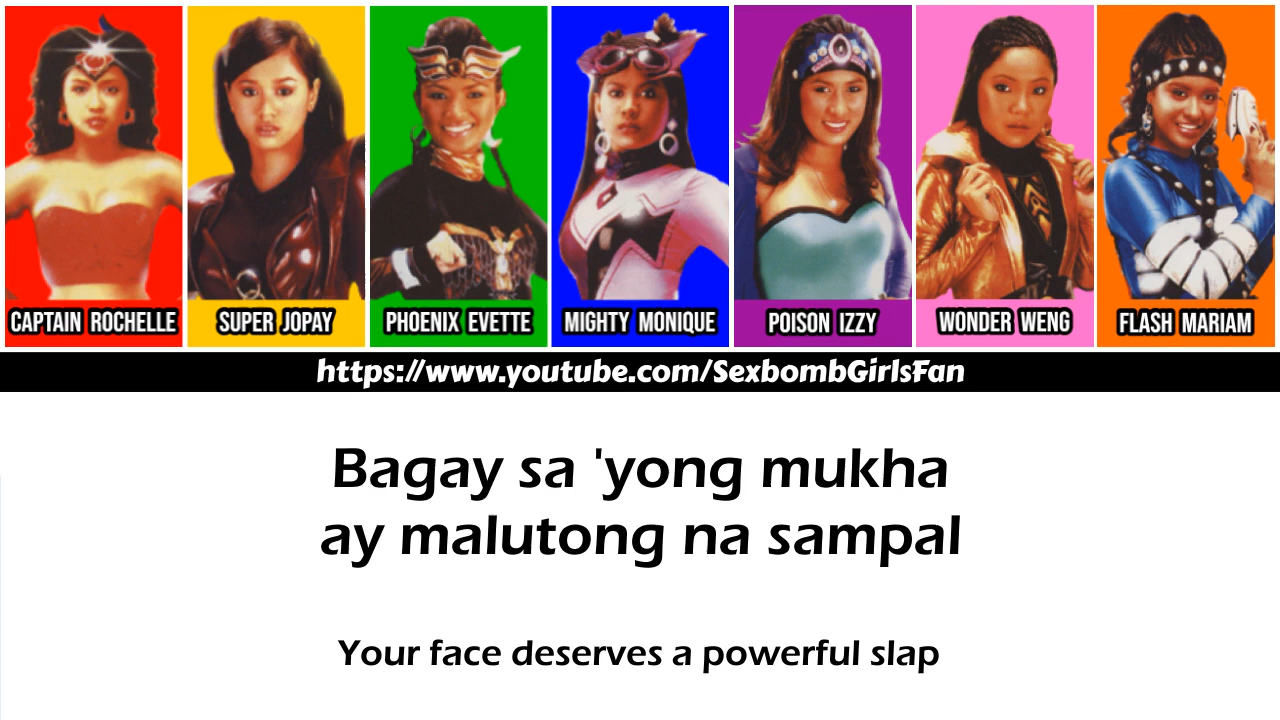 CAPTAIN ROCHELLE
SUPER JOPAY
PHOENIX EVETTE
MIGHTY MONIQUE
POISON IZZY
WONDER WENG
FLASH MARIAM
https://www.youtube.com/SexbombGirlsFan
Bagay sa 'yong mukha
ay malutong na sampal
Your face deserves a powerful slap